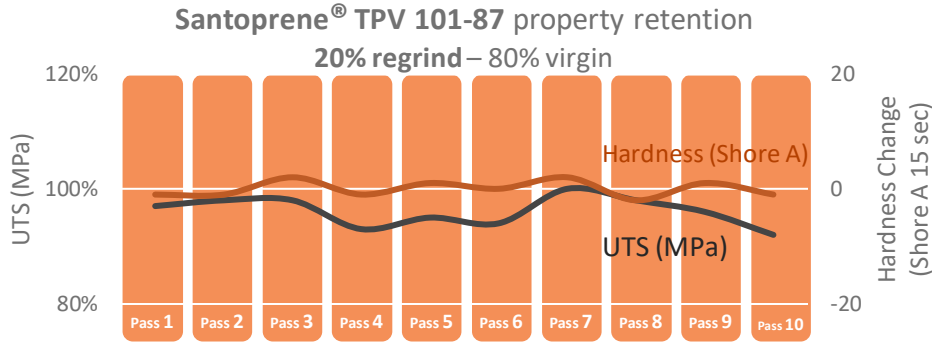 Santoprene® TPV 101-87 property retention
20% regrind – 80% virgin
120%
100%
80%
UTS (MPa)
20
0
-20
Hardness Change
(Shore A 15 sec)
Hardness (Shore A)
UTS (MPa)
Pass 1
Pass 2
Pass 3
Pass 4
Pass 5
Pass 6
Pass 7
Pass 8
Pass 9
Pass 10